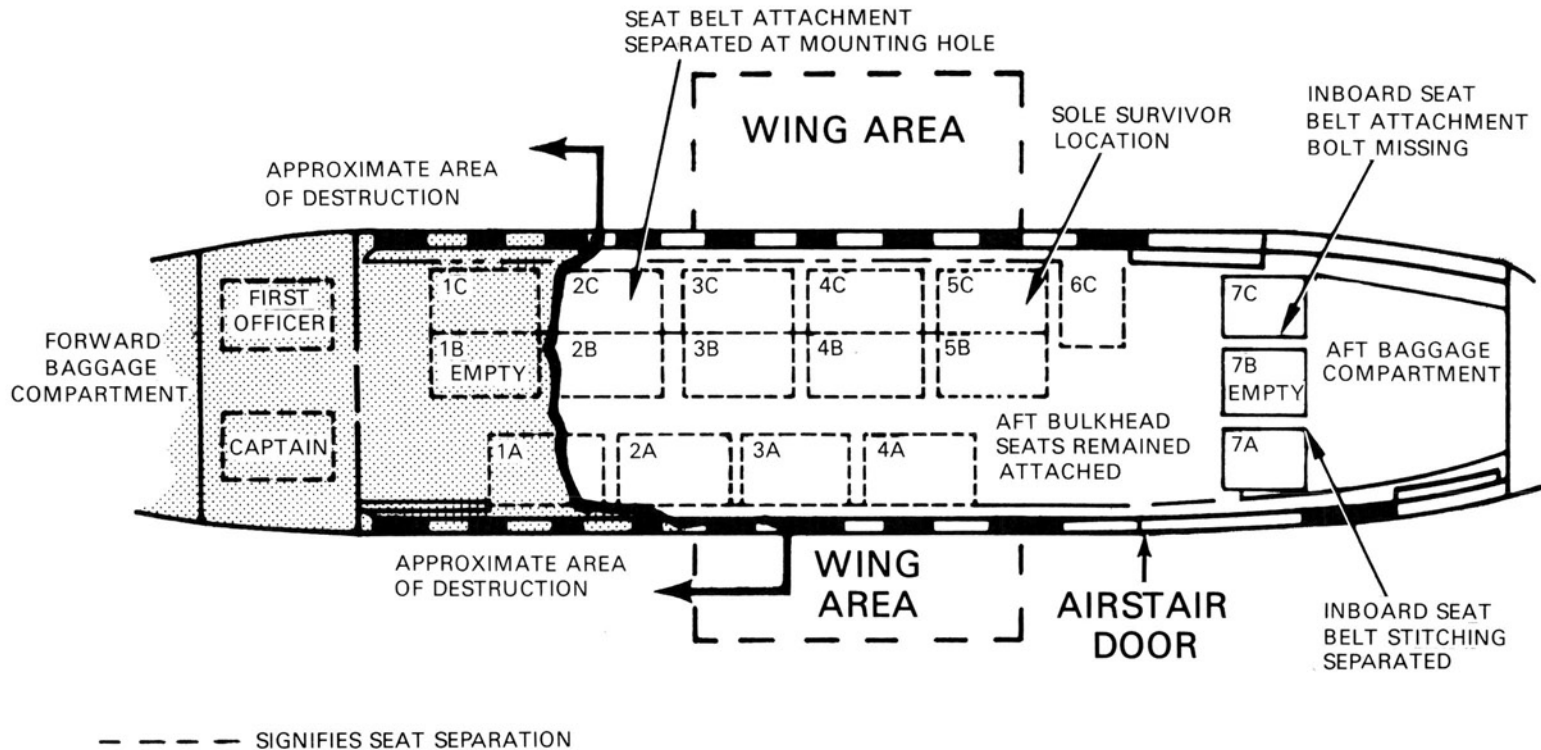 SEAT BELT ATTACHMENT
SEPARATED AT MOUNTING HOLE
WING AREA
SOLE SURVIVOR
LOCATION
INBOARD SEAT
BELT ATTACHMENT
BOLT MISSING
APPROXIMATE AREA
OF DESTRUCTION
FIRST
OFFICER
1C
2C
3C
4C
5C
6C
7C
FORWARD
BAGGAGE
COMPARTMENT
1B
EMPTY
2B
3B
4B
5B
7B
EMPTY
AFT BAGGAGE
COMPARTMENT
CAPTAIN
1A
2A
3A
4A
AFT BULKHEAD
SEATS REMAINED
ATTACHED
7A
APPROXIMATE AREA
OF DESTRUCTION
WING
AREA
AIRSTAIR
DOOR
INBOARD SEAT
BELT STITCHING
SEPARATED
SIGNIFIES SEAT SEPARATION